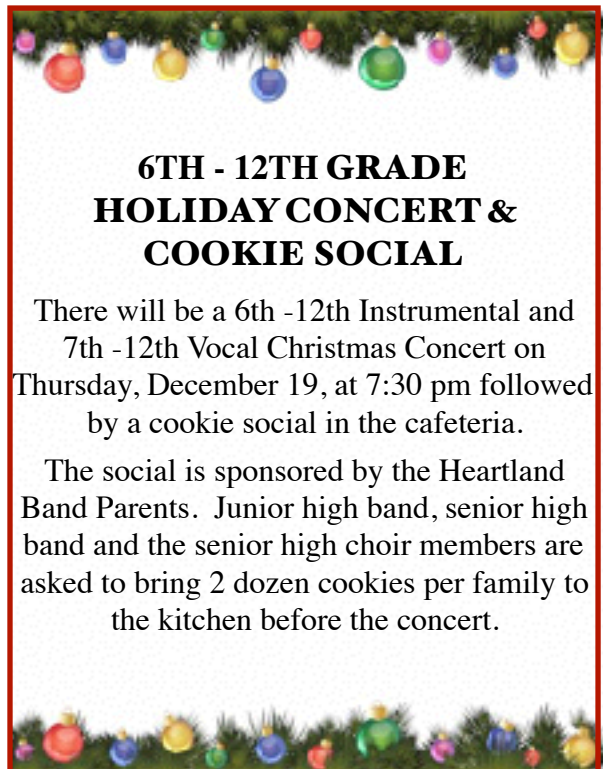 6TH - 12TH GRADE
HOLIDAY CONCERT &
COOKIE SOCIAL
There will be a 6th -12th Instrumental and
7th -12th Vocal Christmas Concert on
Thursday, December 19, at 7:30 pm followed
by a cookie social in the cafeteria.
The social is sponsored by the Heartland
Band Parents.  Junior high band, senior high
band and the senior high choir members are
asked to bring 2 dozen cookies per family to
the kitchen before the concert.